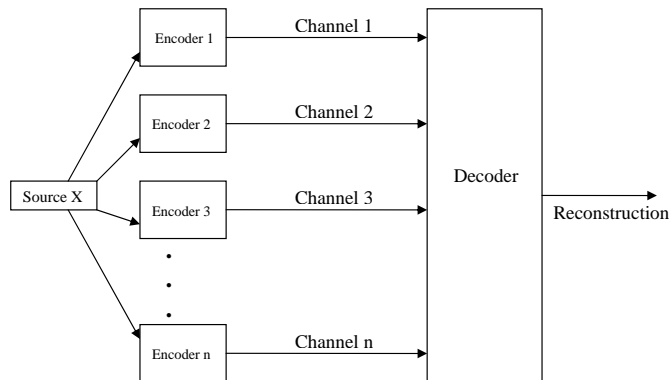 Encoder 1
Channel 1
Encoder 2
Channel 2
Source X
Encoder 3
Channel 3
Decoder
Reconstruction
Encoder n
Channel n